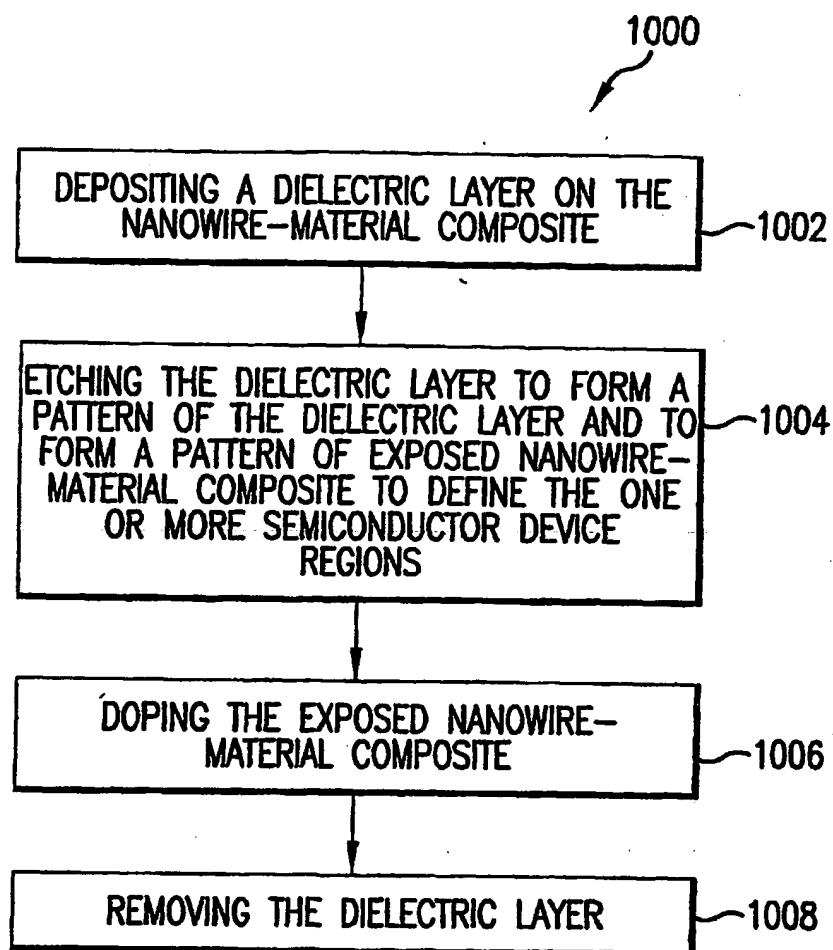 1000
DEPOSITING A DIELECTRIC LAYER ON THE
NANOWIRE-MATERIAL COMPOSITE
1002
ETCHING THE DIELECTRIC LAYER TO FORM A
PATTERN OF THE DIELECTRIC LAYER AND TO
FORM A PATTERN OF EXPOSED NANOWIRE-
MATERIAL COMPOSITE TO DEFINE THE ONE
OR MORE SEMICONDUCTOR DEVICE
REGIONS
1004
DOPING THE EXPOSED NANOWIRE-
MATERIAL COMPOSITE
1006
REMOVING THE DIELECTRIC LAYER
1008